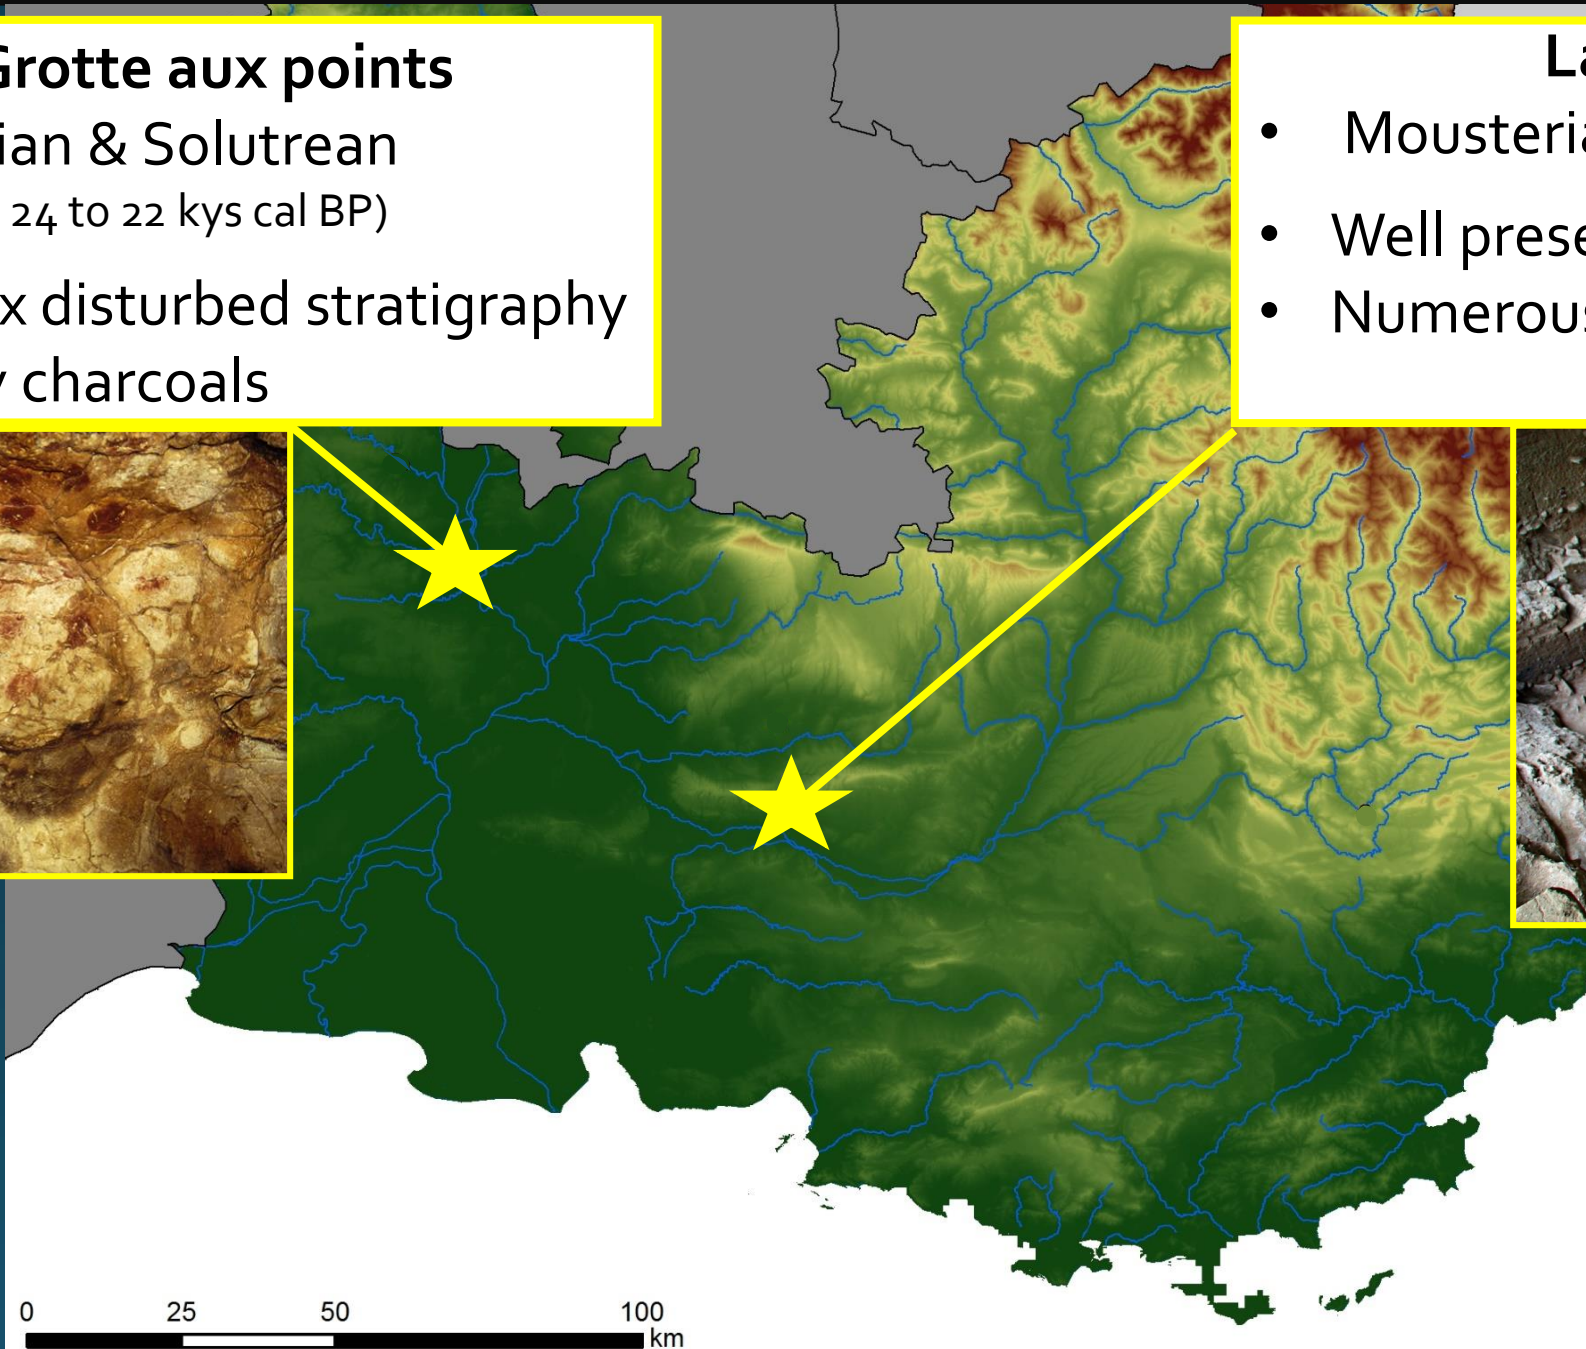 Grotte aux points
ian & Solutrean
24 to 22 kys cal BP)
x disturbed stratigraphy
charcoals
La
• Mousteria
• Well prese
• Numerous
0 25 50 100
km